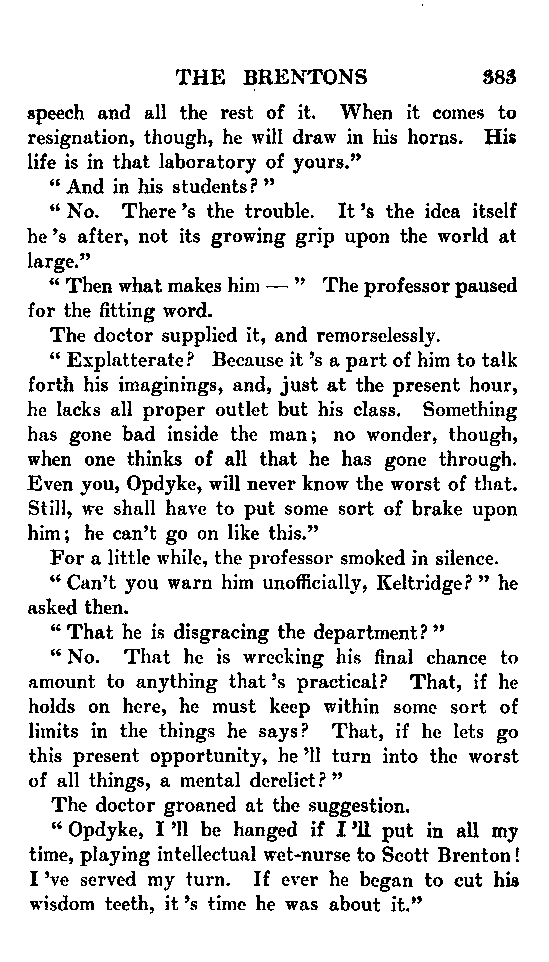 THE BRENTONS 383
speech and all the rest of it. When it comes to
resignation, though, he will draw in his horns. His
life is in that laboratory of yours.”
“ And in his students? ”
“ No. There ’s the trouble. It ’s the idea itself
he ’s after, not its growing grip upon the world at
large.”
“ Then what makes him — ” The professor paused
for the fitting word.
The doctor supplied it, and remorselessly.
“ Explatterate? Because it ’s a part of him to talk
forth his imaginings, and, just at the present hour,
he lacks all proper outlet but his class. Something
has gone bad inside the man; no wonder, though,
when one thinks of all that he has gone through.
Even you, Opdyke, will never know the worst of that.
Still, we shall have to put some sort of brake upon
him; he can’t go on like this.”
For a little while, the professor smoked in silence.
“ Can’t you warn him unofficially, Keltridge? ” he
asked then.
“ That he is disgracing the department? ”
“ No. That he is wrecking his final chance to
amount to anything that ’s practical? That, if he
holds on here, he must keep within some sort of
limits in the things he says? That, if he lets go
this present opportunity, he ’ll turn into the worst
of all things, a mental derelict? ”
The doctor groaned at the suggestion.
“ Opdyke, I ’ll be hanged if I ’ll put in all my
time, playing intellectual wet-nurse to Scott Brenton!
I ’ve served my turn. If ever he began to cut his
wisdom teeth, it ’s time he was about it.”